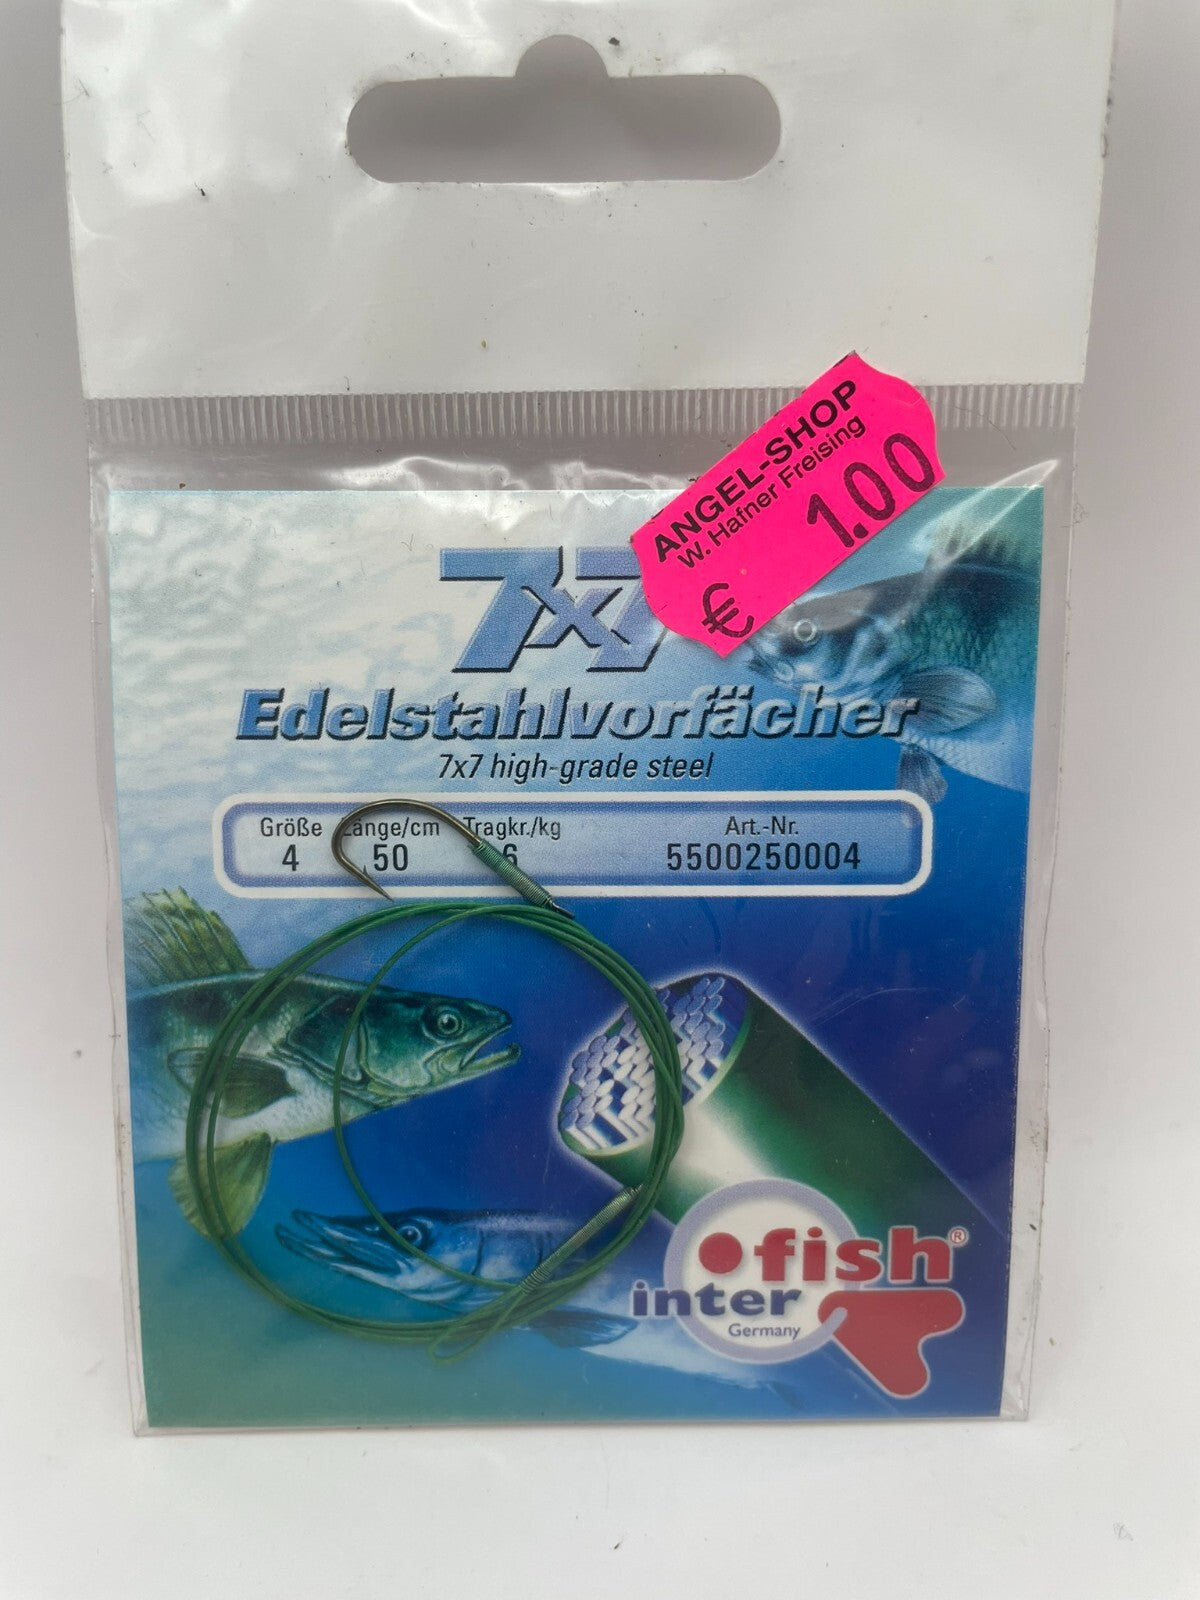 ANGEL-SHOP
W. Hafner Freising
€ 1.00
7x7
Edelstahlvorfächer
7x7 high-grade steel
Größe Länge/cm Tragkr./kg Art.-Nr.
4 50 6 5500250004
fish®
inter
Germany